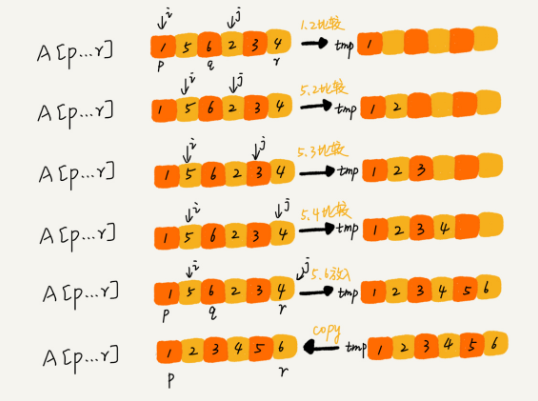 i j
A[p...r] 1 5 6 2 3 4 1.2比较 tmp 1
p q r
i j
A[p...r] 1 5 6 2 3 4 5.2比较 tmp 1 2
i j
A[p...r] 1 5 6 2 3 4 5.3比较 tmp 1 2 3
i j
A[p...r] 1 5 6 2 3 4 5.4比较 tmp 1 2 3 4
i j
A[p...r] 1 5 6 2 3 4 5.6放入 tmp 1 2 3 4 5 6
p q r
A[p...r] 1 2 3 4 5 6 copy tmp 1 2 3 4 5 6
p r